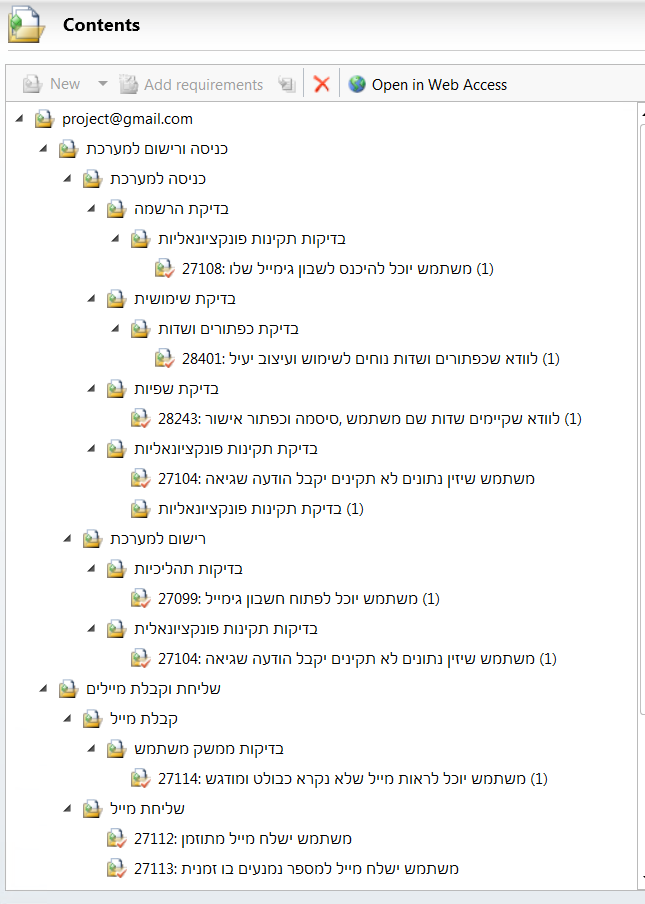 Contents
New Add requirements Open in Web Access
project@gmail.com
כניסה ורישום למערכת
כניסה למערכת
בדיקת הרשמה
בדיקות תקינות פונקציונאליות
27108: משתמש יוכל להיכנס לשבון גימייל שלו (1)
בדיקת שימושית
בדיקת כפתורים ושדות
28401: לוודא שכפתורים ושדות נוחים לשימוש ועיצוב יעיל (1)
בדיקת שפיות
28243: לוודא שקיימים שדות שם משתמש ,סיסמה וכפתור אישור (1)
בדיקת תקינות פונקציונאליות
27104: משתמש שיזין נתונים לא תקינים יקבל הודעה שגיאה
בדיקת תקינות פונקציונאליות (1)
רישום למערכת
בדיקות תהליכיות
27099: משתמש יוכל לפתוח חשבון גימייל (1)
בדיקות תקינות פונקציונאלית
27104: משתמש שיזין נתונים לא תקינים יקבל הודעה שגיאה (1)
שליחת וקבלת מיילים
קבלת מייל
בדיקות ממשק משתמש
27114: משתמש יוכל לראות מייל שלא נקרא כבולט ומודגש (1)
שליחת מייל
27112: משתמש ישלח מייל מתוזמן
27113: משתמש ישלח מייל למספר נמנעים בו זמנית